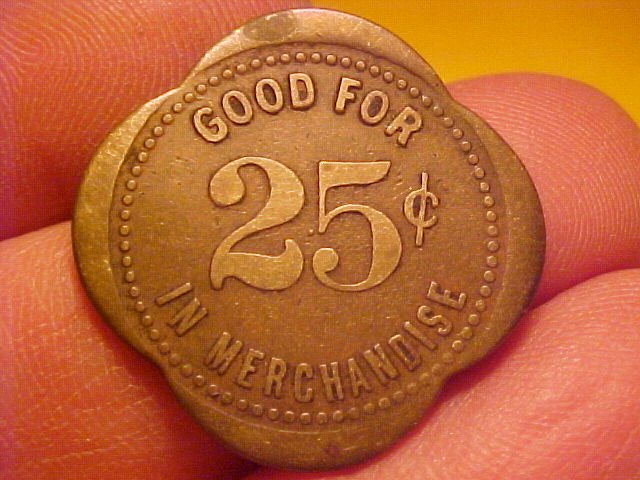 GOOD FOR
25¢
IN MERCHANDISE